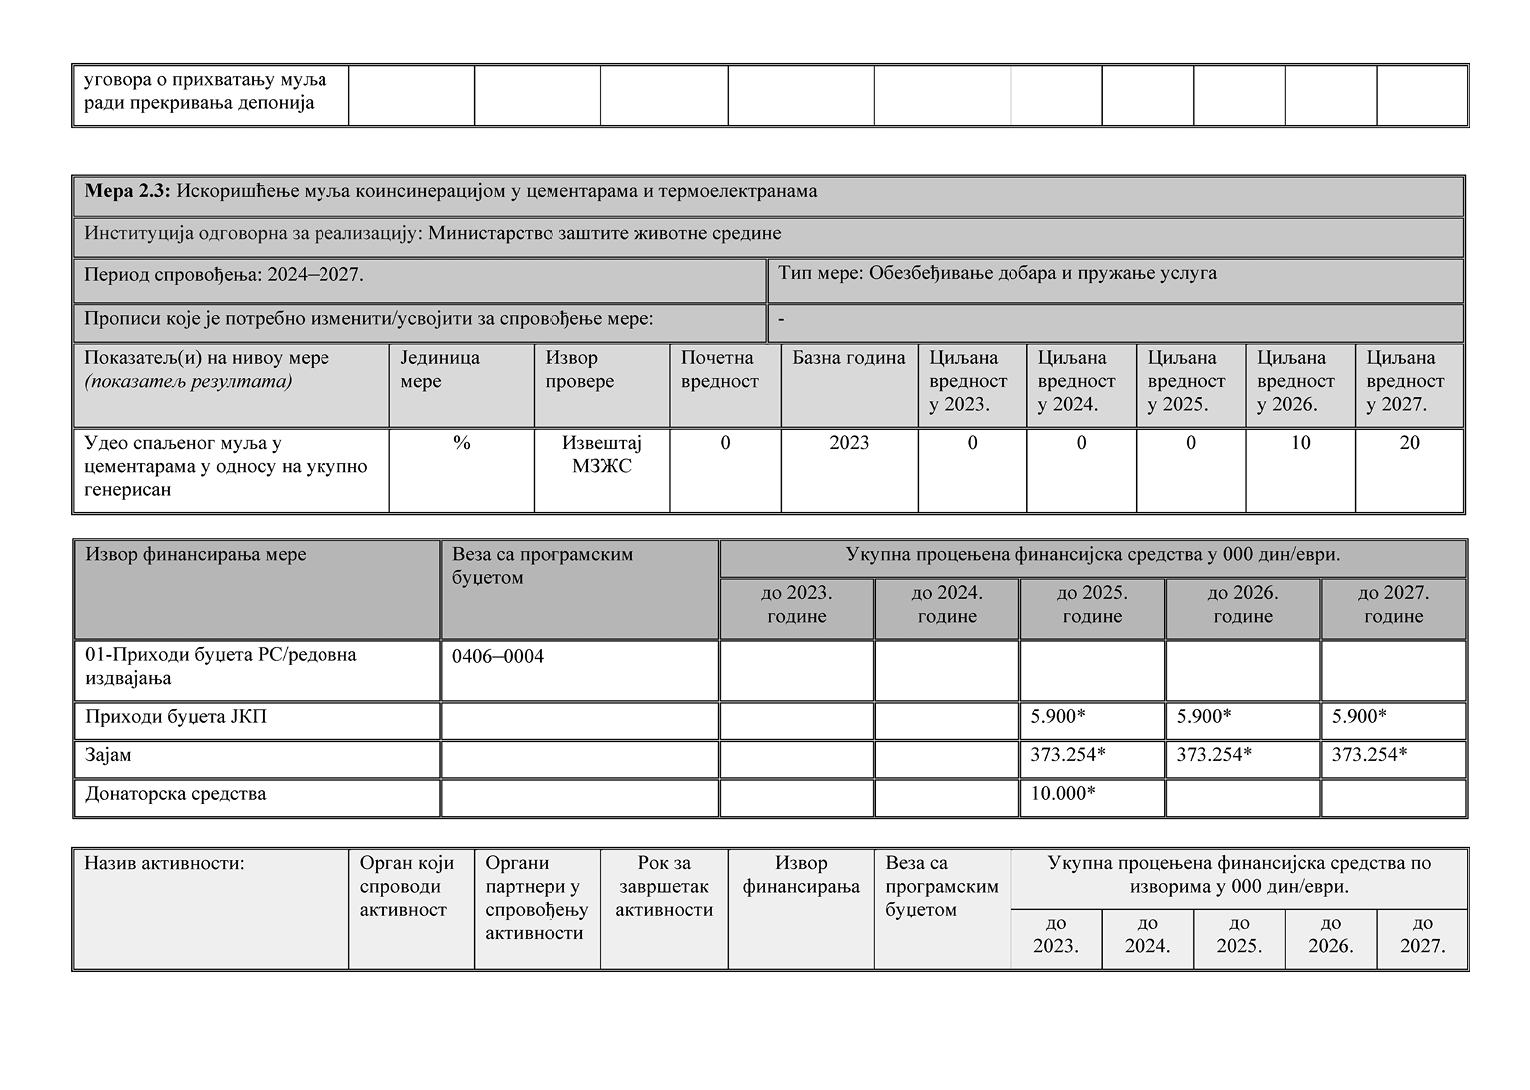 уговора о прихватању муља
ради прекривања депонија
Мера 2.3: Искоришћење муља коинсинерацијом у цементарама и термоелектранама
Институција одговорна за реализацију: Министарство заштите животне средине
Период спровођења: 2024–2027.
Тип мере: Обезбеђивање добара и пружање услуга
Прописи које је потребно изменити/усвојити за спровођење мере:
-
Показатељ(и) на нивоу мере
(показатељ резултата)
Јединица
мере
Извор
провере
Почетна
вредност
Базна година
Циљана
вредност
у 2023.
Циљана
вредност
у 2024.
Циљана
вредност
у 2025.
Циљана
вредност
у 2026.
Циљана
вредност
у 2027.
Удео спаљеног муља у
цементарама у односу на укупно
генерисан
%
Извештај
МЗЖС
0
2023
0
0
0
10
20
Извор финансирања мере
Веза са програмским
буџетом
Укупна процењена финансијска средства у 000 дин/еври.
до 2023.
године
до 2024.
године
до 2025.
године
до 2026.
године
до 2027.
године
01-Приходи буџета РС/редовна
издвајања
0406–0004
Приходи буџета ЈКП
5.900*
5.900*
5.900*
Зајам
373.254*
373.254*
373.254*
Донаторска средства
10.000*
Назив активности:
Орган који
спроводи
активност
Органи
партнери у
спровођењу
активности
Рок за
завршетак
активности
Извор
финансирања
Веза са
програмским
буџетом
Укупна процењена финансијска средства по
изворима у 000 дин/еври.
до
2023.
до
2024.
до
2025.
до
2026.
до
2027.